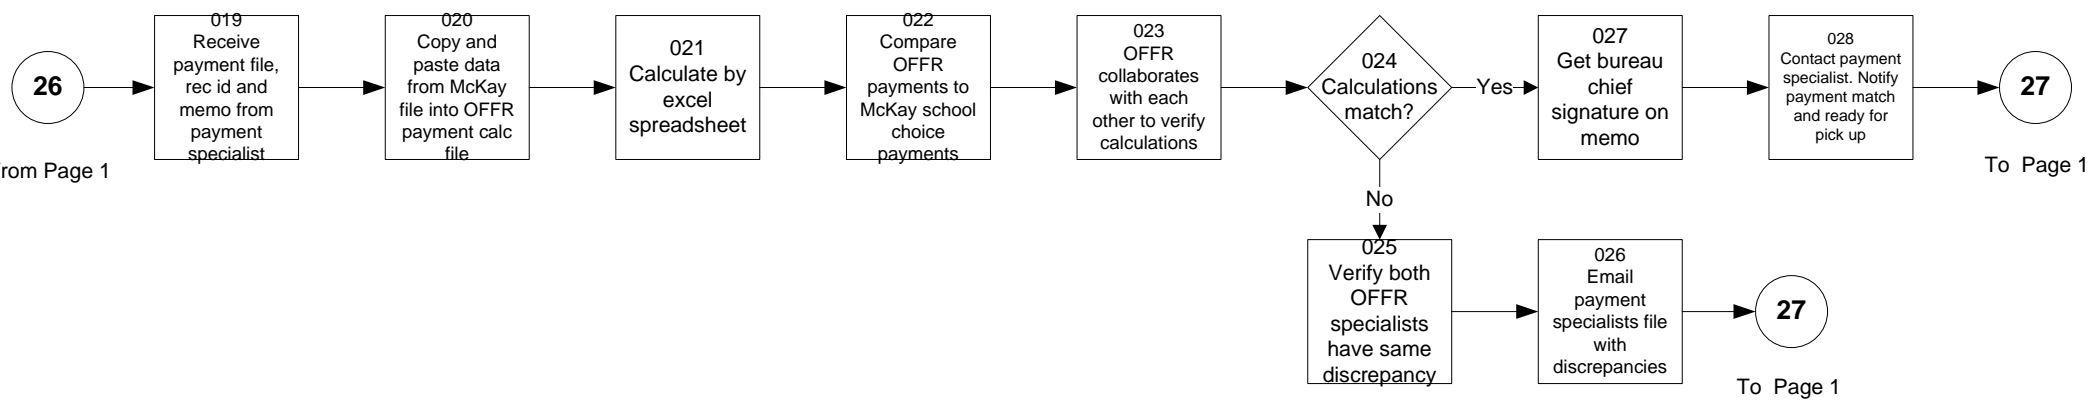 26
rom Page 1
019
Receive
payment file,
rec id and
memo from
payment
specialist
020
Copy and
paste data
from McKay
file into OFFR
payment calc
file
021
Calculate by
excel
spreadsheet
022
Compare
OFFR
payments to
McKay school
choice
payments
023
OFFR
collaborates
with each
other to verify
calculations
024
Calculations
match?
Yes
027
Get bureau
chief
signature on
memo
028
Contact payment
specialist. Notify
payment match
and ready for
pick up
27
To Page 1
No
025
Verify both
OFFR
specialists
have same
discrepancy
026
Email
payment
specialists file
with
discrepancies
27
To Page 1